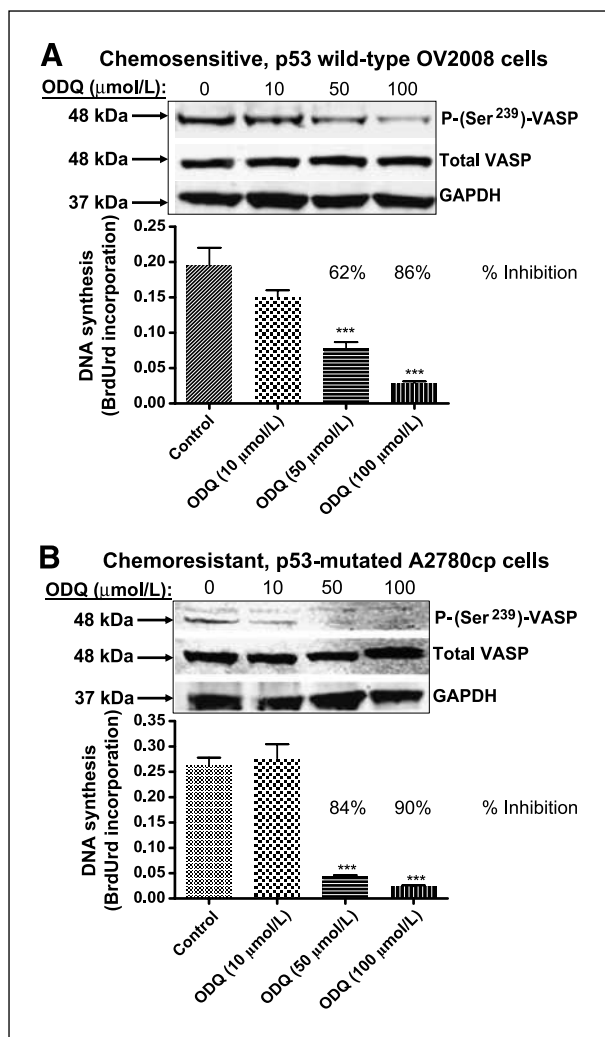 A Chemosensitive, p53 wild-type OV2008 cells
ODQ (μmol/L): 0 10 50 100
48 kDa P-(Ser239)-VASP
48 kDa Total VASP
37 kDa GAPDH
DNA synthesis
(BrdUrd incorporation)
0.25
0.20
0.15
0.10
0.05
0.00
62% 86% % Inhibition
*** ***
Control
ODQ (10 μmol/L)
ODQ (50 μmol/L)
ODQ (100 μmol/L)
B Chemoresistant, p53-mutated A2780cp cells
ODQ (μmol/L): 0 10 50 100
48 kDa P-(Ser239)-VASP
48 kDa Total VASP
37 kDa GAPDH
DNA synthesis
(BrdUrd incorporation)
0.35
0.30
0.25
0.20
0.15
0.10
0.05
0.00
84% 90% % Inhibition
*** ***
Control
ODQ (10 μmol/L)
ODQ (50 μmol/L)
ODQ (100 μmol/L)